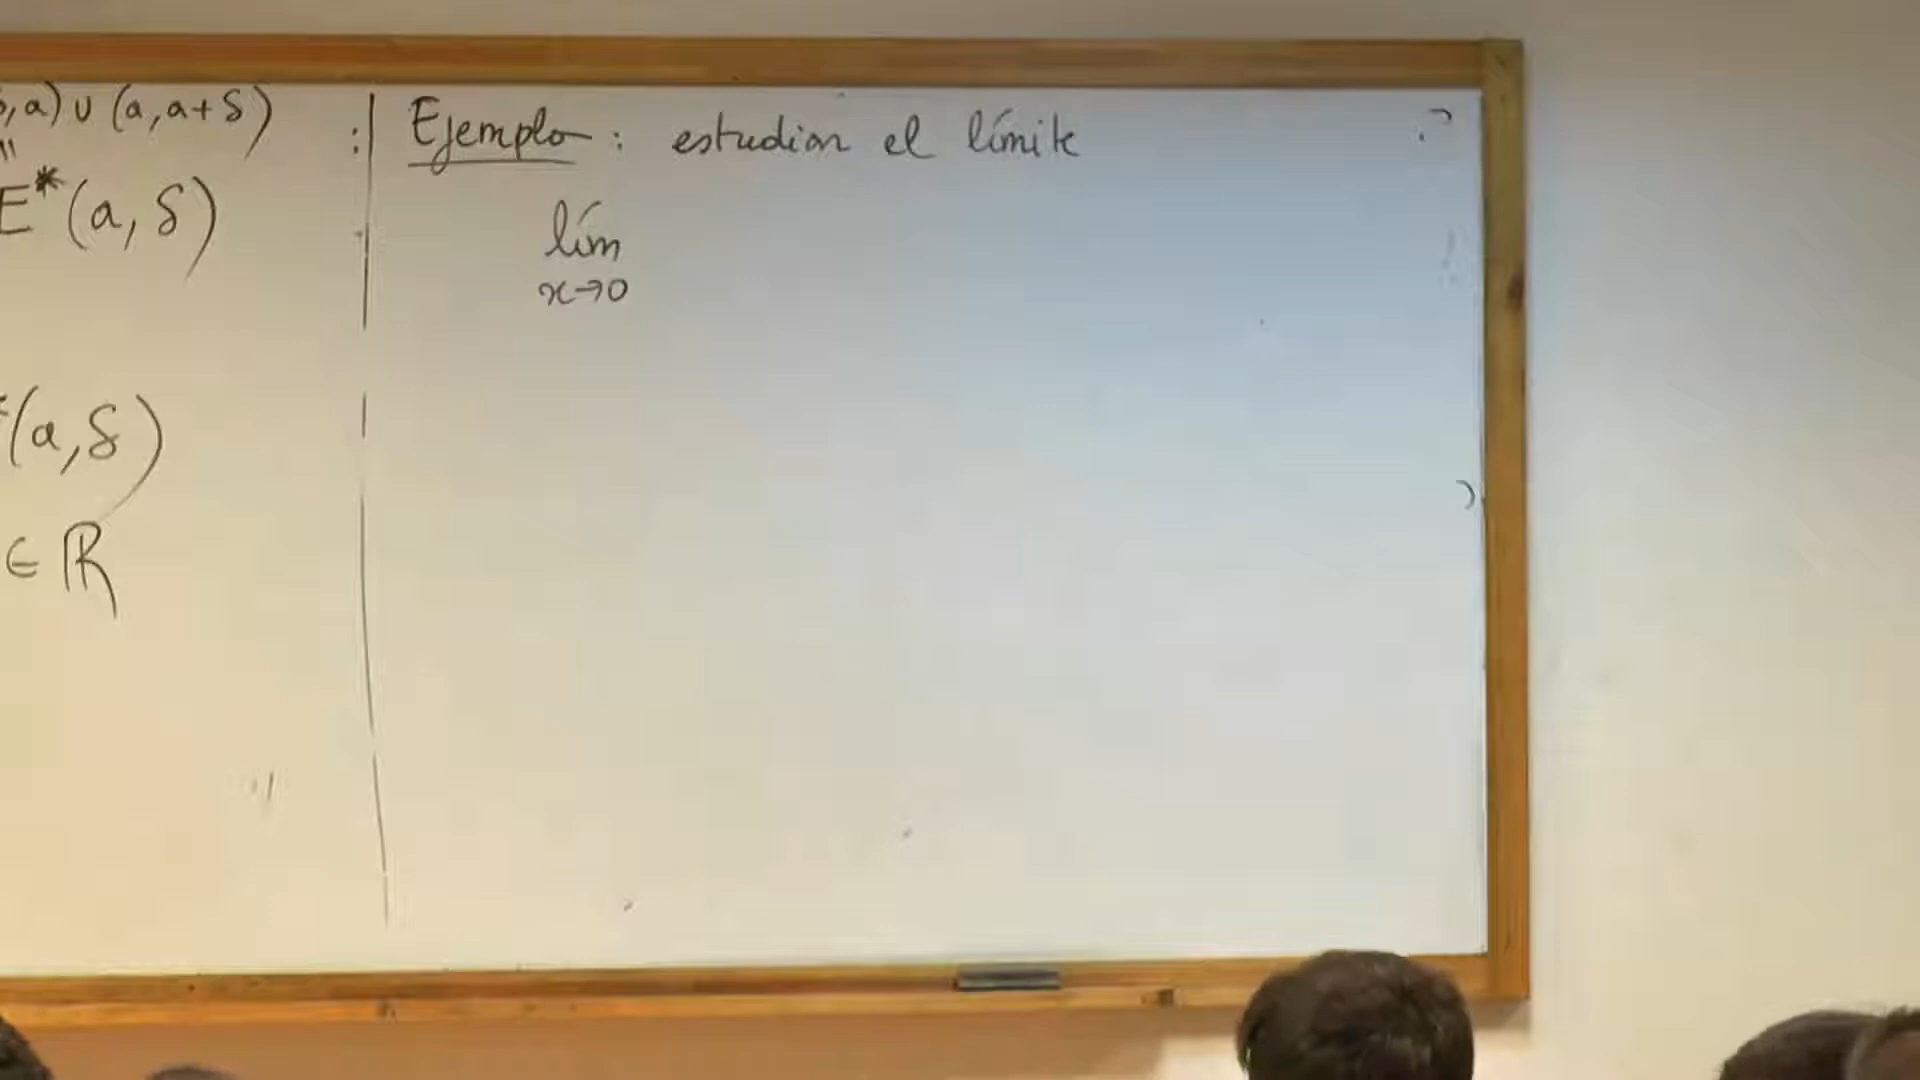 , a) ∪ (a, a+δ)
E*(a, δ)
(a, δ)
∈ ℝ
Ejemplo: estudiar el límite
lím
x→0